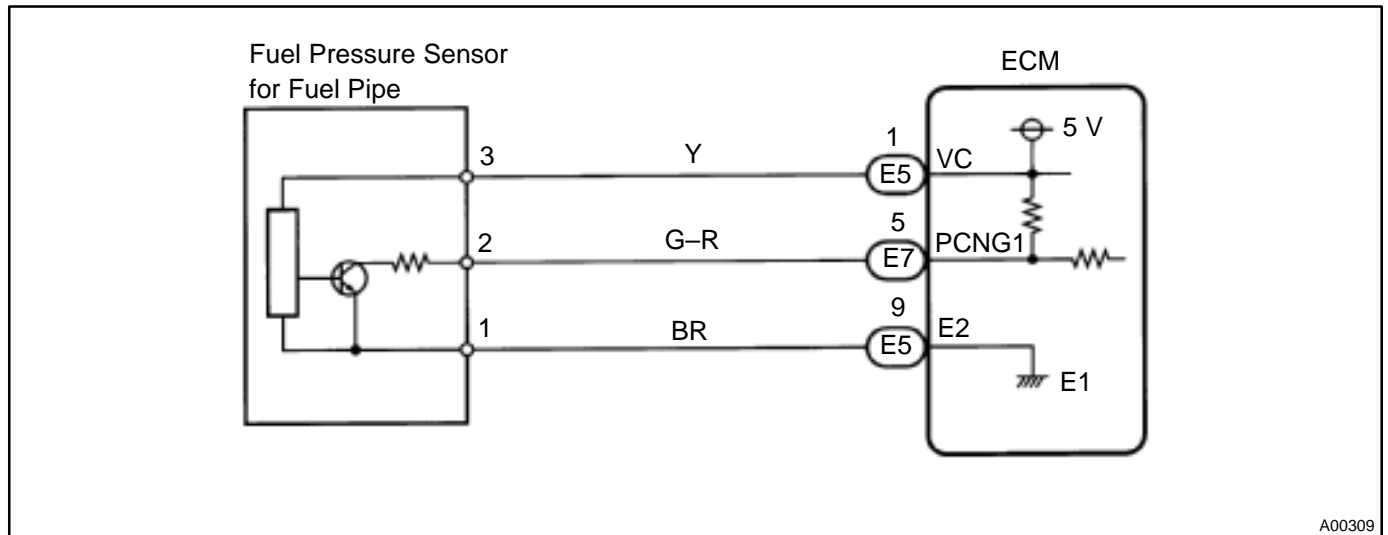 Fuel Pressure Sensor
for Fuel Pipe
ECM
5 V
3
Y
1
E5
VC
2
G–R
5
E7
PCNG1
1
BR
9
E5
E2
E1
A00309